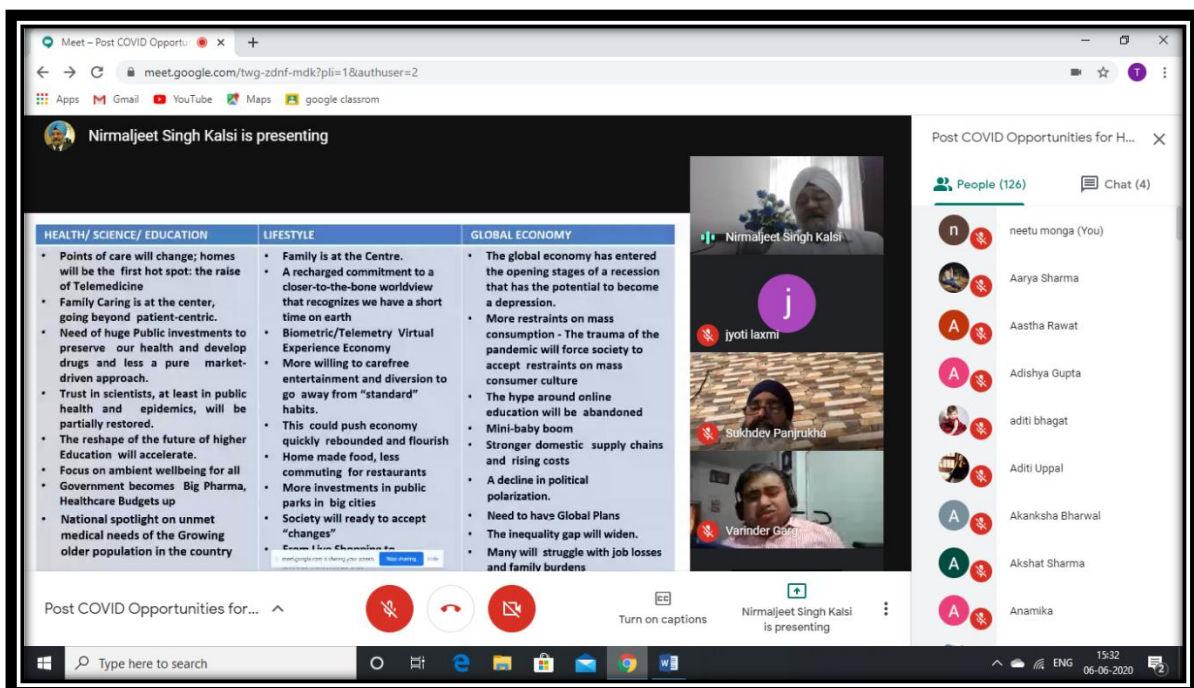 Meet – Post COVID Opportu
meet.google.com/twg-zdnf-mdk?pli=1&authuser=2
T
Apps
Gmail
YouTube
Maps
google classrom
Nirmaljeet Singh Kalsi is presenting
HEALTH/ SCIENCE/ EDUCATION
• Points of care will change; homes
will be the first hot spot: the raise
of Telemedicine
• Family Caring is at the center,
going beyond patient-centric.
• Need of huge Public investments to
preserve our health and develop
drugs and less a pure market-
driven approach.
• Trust in scientists, at least in public
health and epidemics, will be
partially restored.
• The reshape of the future of higher
Education will accelerate.
• Focus on ambient wellbeing for all
• Government becomes Big Pharma,
Healthcare Budgets up
• National spotlight on unmet
medical needs of the Growing
older population in the country
LIFESTYLE
• Family is at the Centre.
• A recharged commitment to a
closer-to-the-bone worldview
that recognizes we have a short
time on earth
• Biometric/Telemetry Virtual
Experience Economy
• More willing to carefree
entertainment and diversion to
go away from “standard”
habits.
• This could push economy
quickly rebounded and flourish
• Home made food, less
commuting for restaurants
• More investments in public
parks in big cities
• Society will ready to accept
“changes”
• From Live Shopping to
meet.google.com is sharing your screen.
Stop sharing
Hide
GLOBAL ECONOMY
• The global economy has entered
the opening stages of a recession
that has the potential to become
a depression.
• More restraints on mass
consumption - The trauma of the
pandemic will force society to
accept restraints on mass
consumer culture
• The hype around online
education will be abandoned
• Mini-baby boom
• Stronger domestic supply chains
and rising costs
• A decline in political
polarization.
• Need to have Global Plans
• The inequality gap will widen.
• Many will struggle with job losses
and family burdens
Nirmaljeet Singh Kalsi
j
jyoti laxmi
Sukhdev Panjrukha
Varinder Garg
Post COVID Opportunities for H...
People (126)
Chat (4)
n
neetu monga (You)
Aarya Sharma
A
Aastha Rawat
A
Adishya Gupta
aditi bhagat
Aditi Uppal
A
Akanksha Bharwal
A
Akshat Sharma
A
Anamika
Post COVID Opportunities for...
CC
Turn on captions
Nirmaljeet Singh Kalsi
is presenting
Type here to search
ENG
15:32
06-06-2020
2